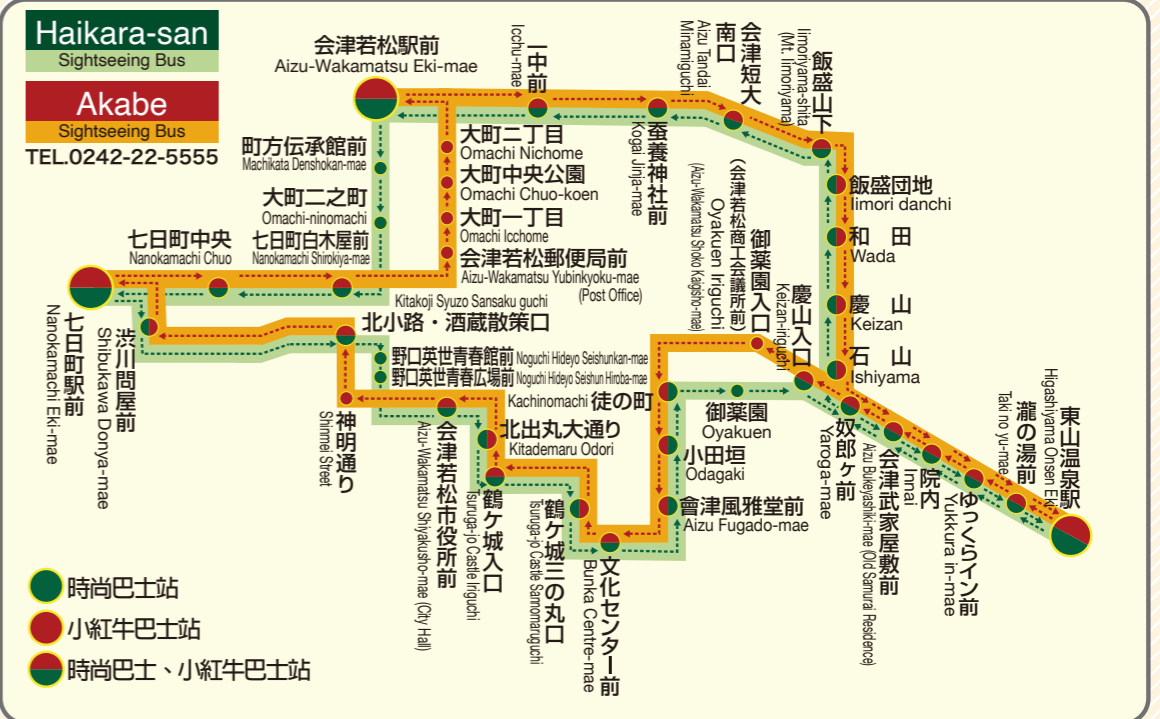 Haikara-san
Sightseeing Bus
Akabe
Sightseeing Bus
TEL.0242-22-5555
会津若松駅前
Aizu-Wakamatsu Eki-mae
一中前
Icchu-mae
蚕養神社前
Kogai Jinja-mae
会津短大
南口
Aizu Tandai
Minamiguchi
飯盛山下
Iimoriyama-shita
(Mt. Iimoriyama)
飯盛団地
Iimori danchi
和 田
Wada
慶 山
Keizan
石 山
Ishiyama
町方伝承館前
Machikata Denshokan-mae
大町二之町
Omachi-ninomachi
大町二丁目
Omachi Nichome
大町中央公園
Omachi Chuo-koen
大町一丁目
Omachi Icchome
会津若松郵便局前
Aizu-Wakamatsu Yubinkyoku-mae
(Post Office)
七日町中央
Nanokamachi Chuo
七日町白木屋前
Nanokamachi Shirokiya-mae
七日町駅前
Nanokamachi Eki-mae
渋川問屋前
Shibukawa Donya-mae
Kitakoji Syuzo Sansaku guchi
北小路・酒蔵散策口
野口英世青春館前 Noguchi Hideyo Seishunkan-mae
野口英世青春広場前 Noguchi Hideyo Seishun Hiroba-mae
神明通り
Shinmei Street
会津若松市役所前
Aizu-Wakamatsu Shiyakusho-mae (City Hall)
北出丸大通り
Kitademaru Odori
鶴ケ城入口
Tsuruga-jo Castle Iriguchi
鶴ケ城三の丸口
Tsuruga-jo Castle Sannomaruguchi
文化センター前
Bunka Centre-mae
會津風雅堂前
Aizu Fugado-mae
小田垣
Odagaki
Kachinomachi 徒の町
御薬園
Oyakuen
御薬園入口
(会津若松商工会議所前)
Oyakuen Iriguchi
(Aizu-Wakamatsu Shoko Kaigisho-mae)
慶山入口
Keizan-iriguchi
奴郎ヶ前
Yaroga-mae
会津武家屋敷前
Aizu Bukeyashiki-mae (Old Samurai Residence)
院内
Innai
ゆっくらイン前
Yukkura in-mae
瀧の湯前
Taki no yu-mae
東山温泉駅
Higashiyama Onsen Eki
時尚巴士站
小紅牛巴士站
時尚巴士、小紅牛巴士站